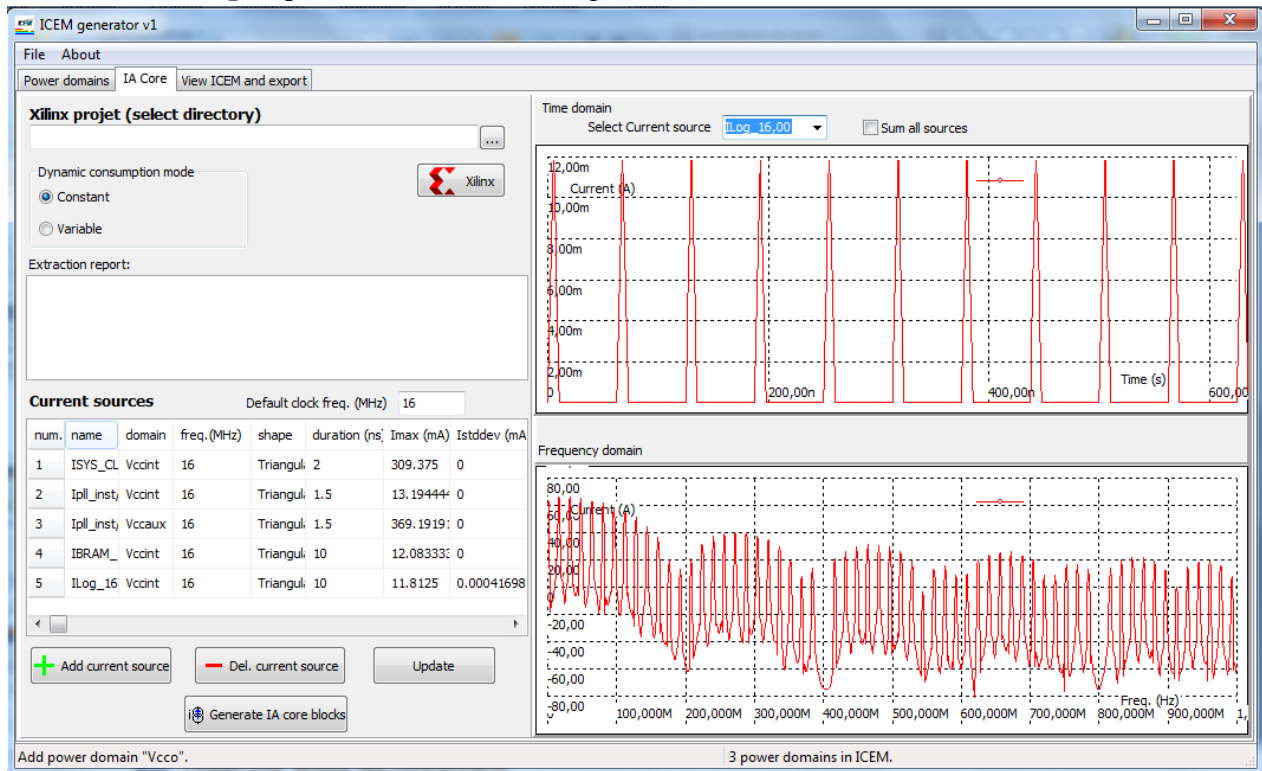 ICEM generator v1
File About
Power domains IA Core View ICEM and export
Xilinx projet (select directory)
...
Dynamic consumption mode
Constant
Variable
Xilinx
Extraction report:
Current sources Default clock freq. (MHz) 16
num. name domain freq.(MHz) shape duration (ns) Imax (mA) Istddev (mA
1 ISYS_CL Vccint 16 Triangul 2 309.375 0
2 Ipll_inst/ Vccint 16 Triangul 1.5 13.194444 0
3 Ipll_inst/ Vccaux 16 Triangul 1.5 369.19191 0
4 IBRAM_ Vccint 16 Triangul 10 12.083333 0
5 ILog_16 Vccint 16 Triangul 10 11.8125 0.00041698
Add current source Del. current source Update
Generate IA core blocks
Time domain
Select Current source ILog_16,00 Sum all sources
12,00m
Current (A)
10,00m
8,00m
6,00m
4,00m
2,00m
Time (s)
0 200,00n 400,00n 600,00
Frequency domain
80,00
Current (A)
60,00
40,00
20,00
0
-20,00
-40,00
-60,00
Freq. (Hz)
-80,00
100,000M 200,000M 300,000M 400,000M 500,000M 600,000M 700,000M 800,000M 900,000M 1,
Add power domain "Vcco". 3 power domains in ICEM.